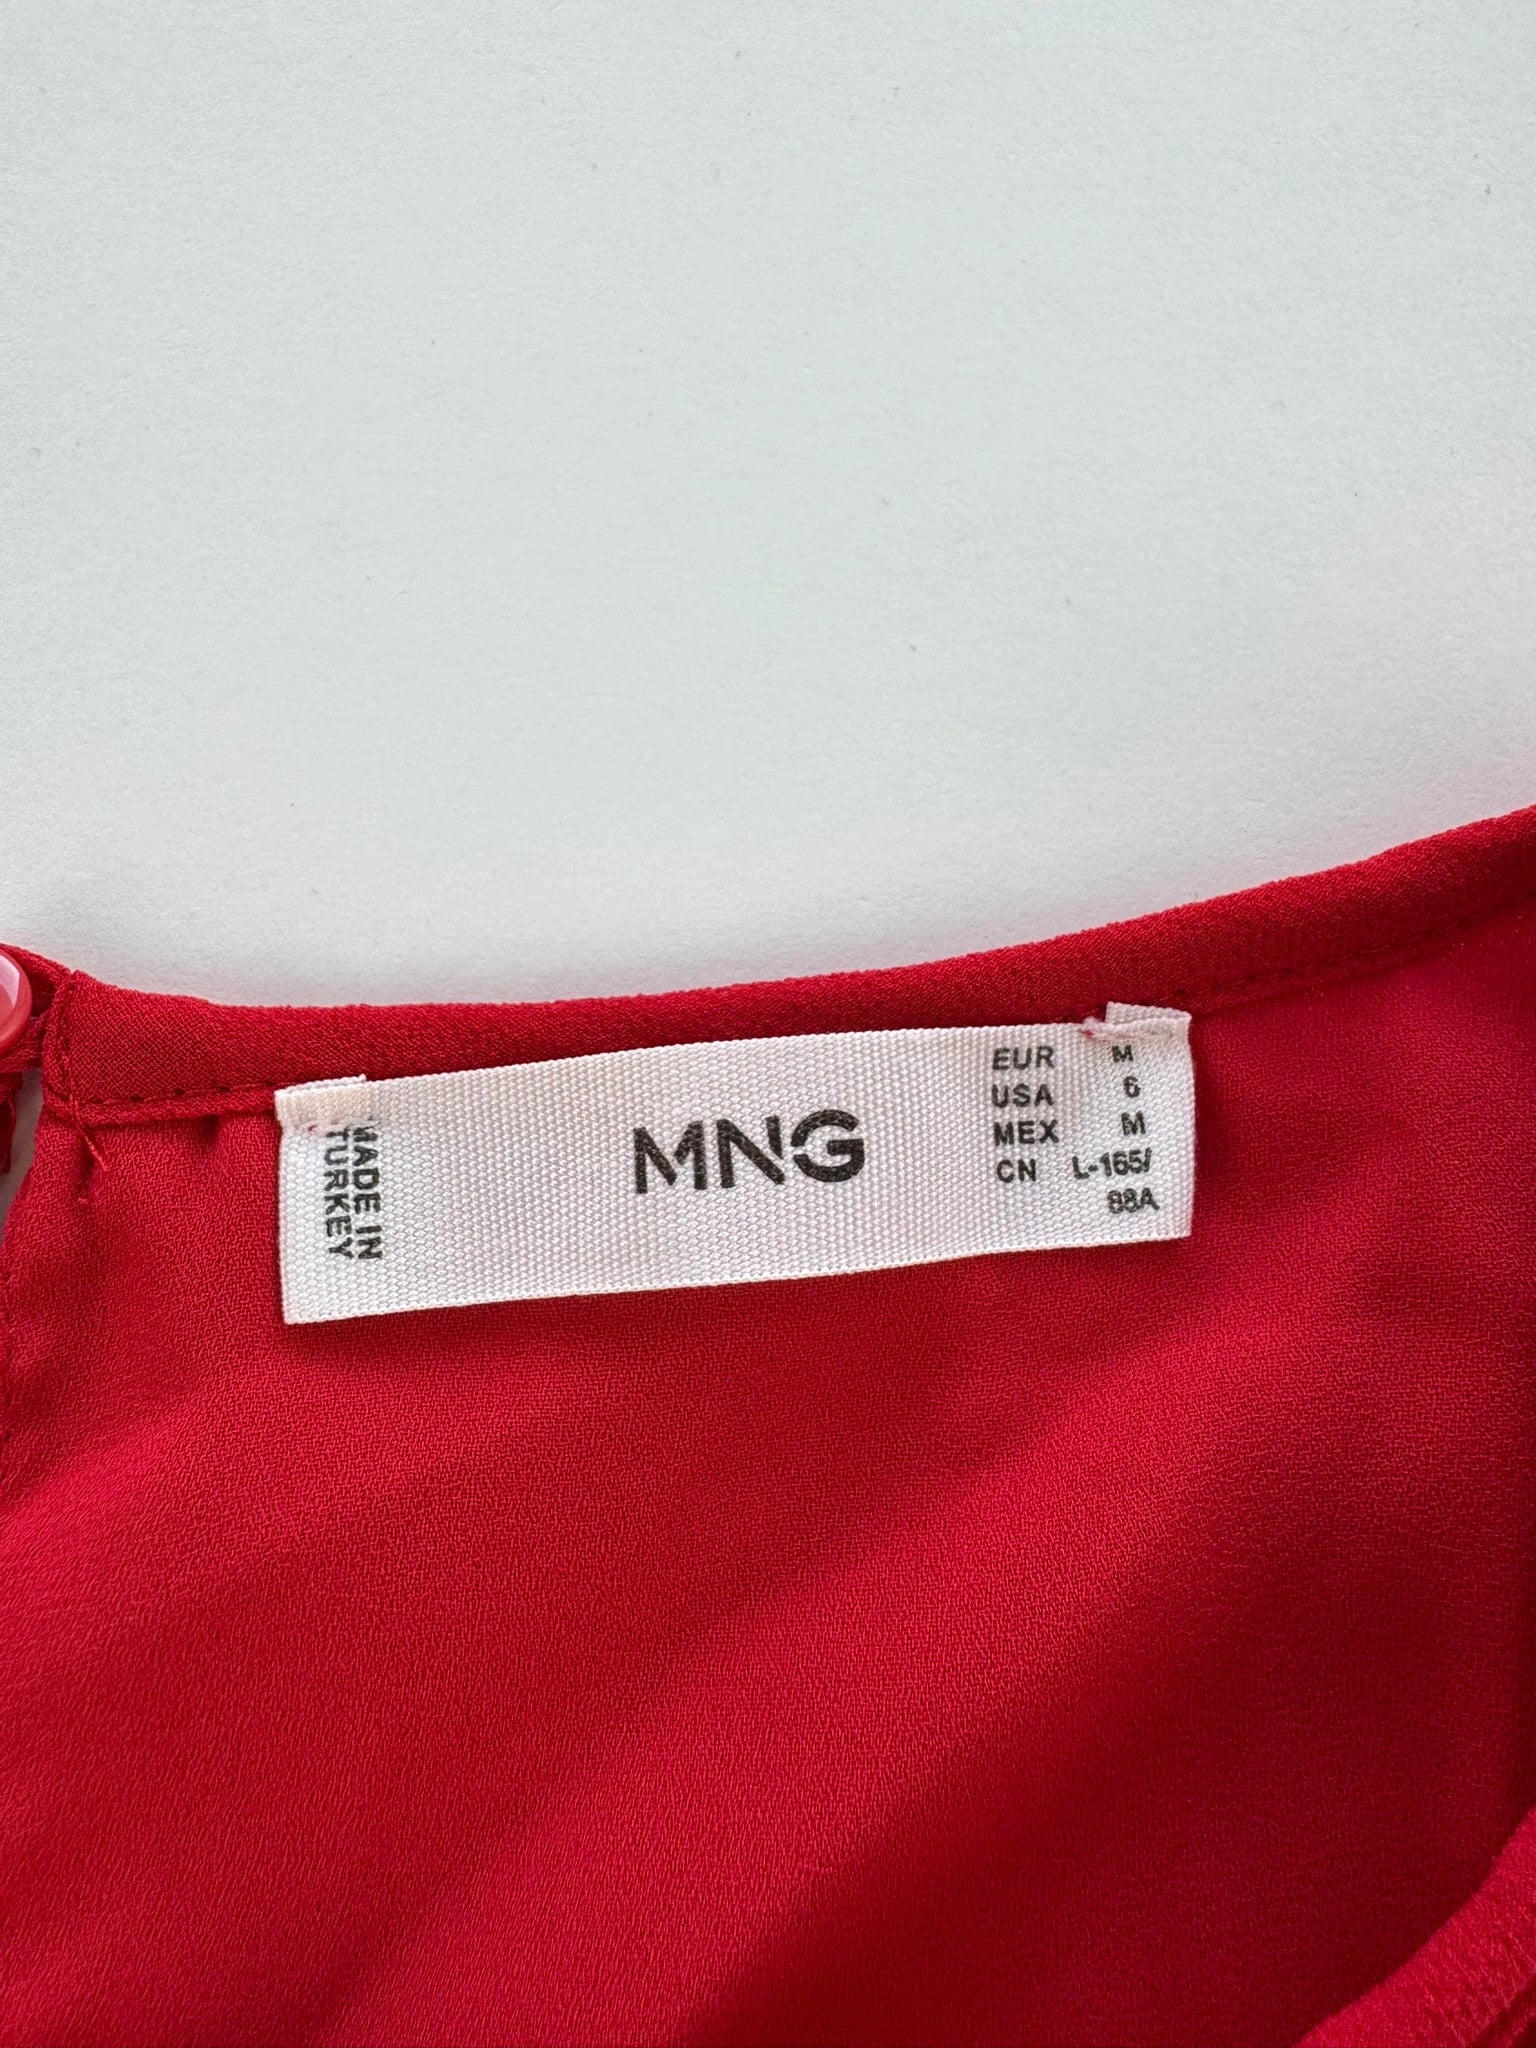 MADE IN
TURKEY
MNG
EUR M
USA 6
MEX M
CN L-165/
88A